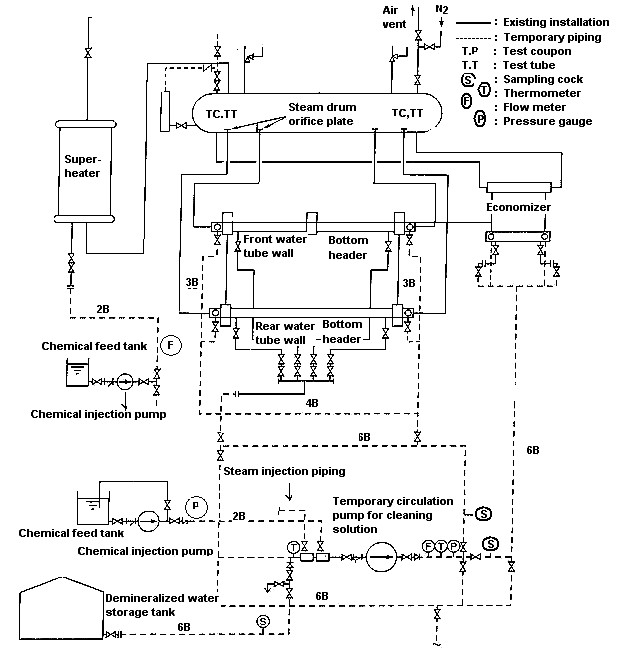 Air
vent
N2
: Existing installation
: Temporary piping
T.P : Test coupon
T.T : Test tube
S : Sampling cock
T : Thermometer
F : Flow meter
P : Pressure gauge
TC.TT
Steam drum
orifice plate
TC,TT
Super-
heater
Economizer
Front water
tube wall
Bottom
header
3B
3B
2B
Rear water
tube wall
Bottom
header
Chemical feed tank
F
4B
Chemical injection pump
6B
6B
Steam injection piping
Temporary circulation
pump for cleaning
solution
P
S
2B
Chemical feed tank
Chemical injection pump
T
F T P
S
Demineralized water
storage tank
6B
6B
S